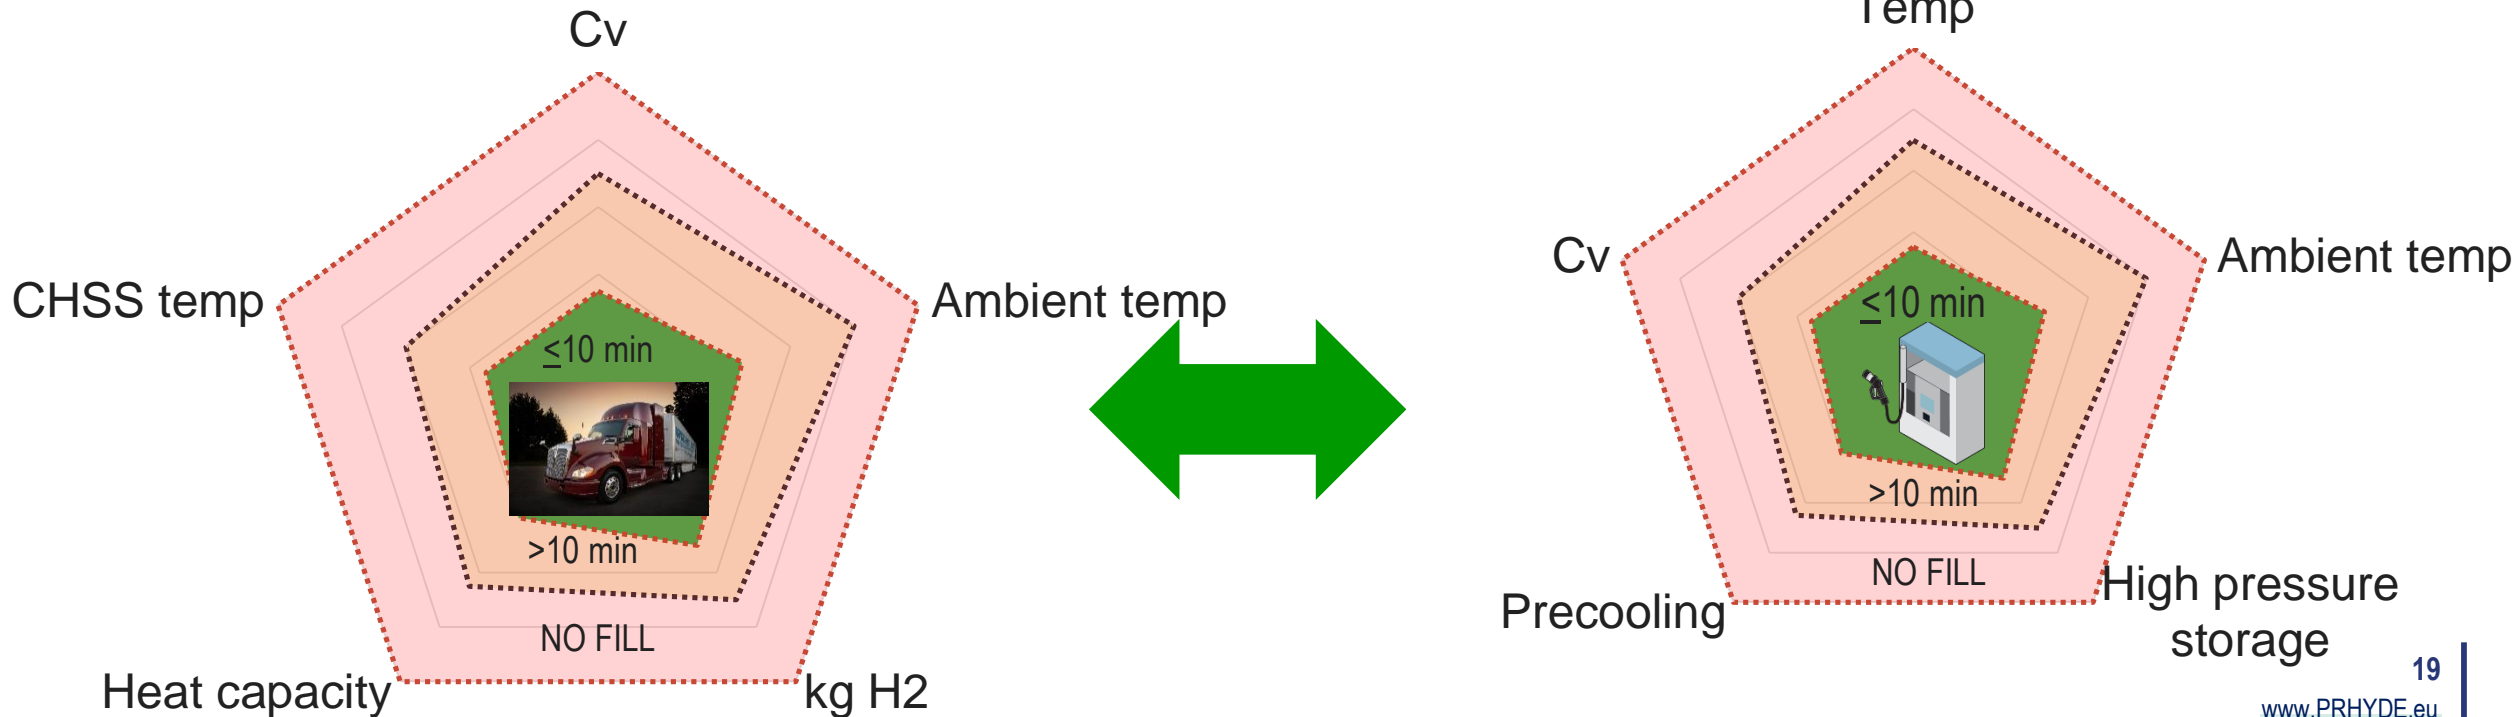 Cv
CHSS temp
Ambient temp
<10 min
>10 min
NO FILL
Heat capacity
kg H2
Temp
Cv
Ambient temp
<10 min
>10 min
NO FILL
Precooling
High pressure
storage
19
www.PRHYDE.eu